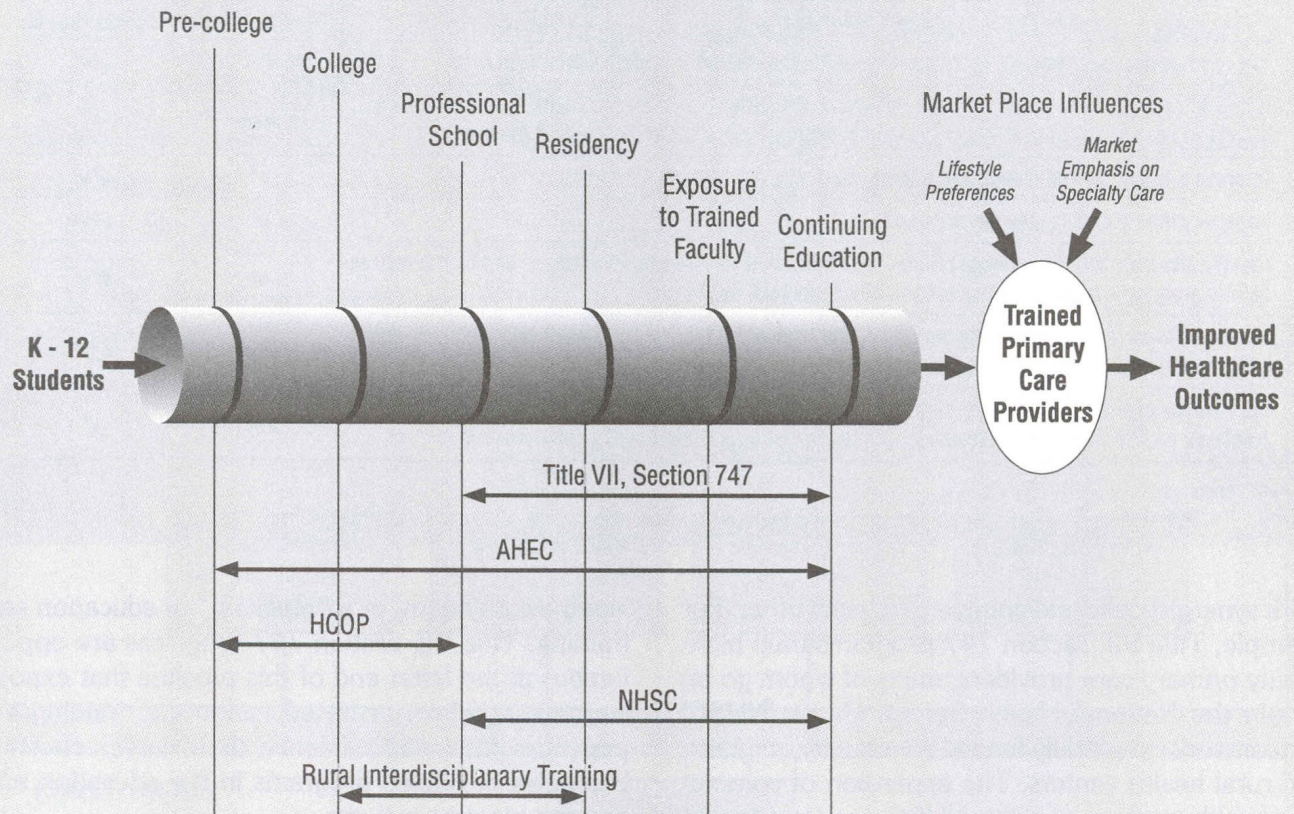 Pre-college
College
Professional
School
Residency
Exposure
to Trained
Faculty
Continuing
Education
Market Place Influences
Lifestyle
Preferences
Market
Emphasis on
Specialty Care
K - 12
Students
Trained
Primary
Care
Providers
Improved
Healthcare
Outcomes
Title VII, Section 747
AHEC
HCOP
NHSC
Rural Interdisciplanary Training